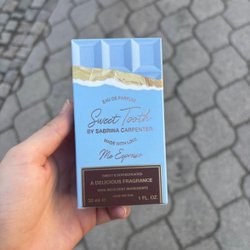 EAU DE PARFUM
Sweet Tooth
BY SABRINA CARPENTER
MADE WITH LOVE
Me Espresso
A DELICIOUS FRAGRANCE
30 ml e
1 FL. OZ.